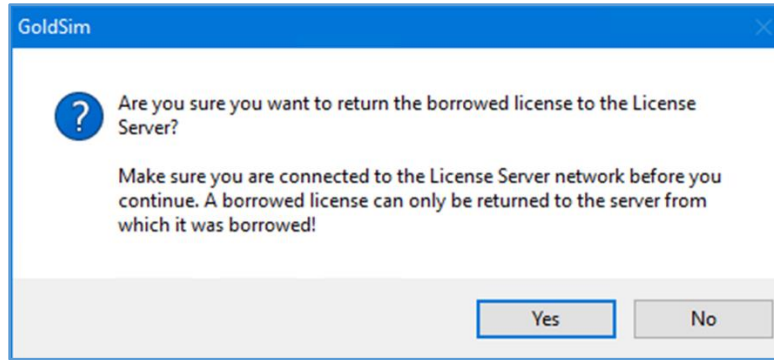 GoldSim
Are you sure you want to return the borrowed license to the License
Server?
Make sure you are connected to the License Server network before you
continue. A borrowed license can only be returned to the server from
which it was borrowed!
Yes
No